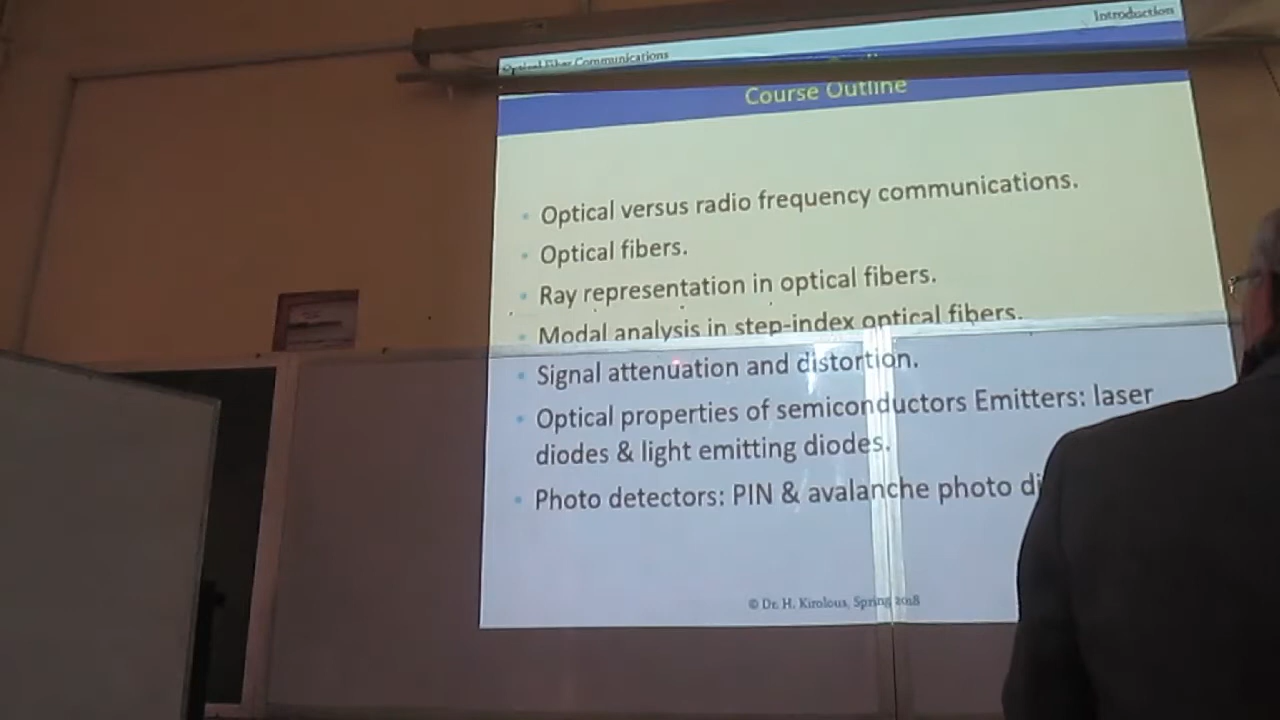 Optical Fiber Communications
Introduction
Course Outline
• Optical versus radio frequency communications.
• Optical fibers.
• Ray representation in optical fibers.
• Modal analysis in step-index optical fibers.
• Signal attenuation and distortion.
• Optical properties of semiconductors Emitters: laser
diodes & light emitting diodes.
• Photo detectors: PIN & avalanche photo di
© Dr. H. Kirolous, Spring 2018